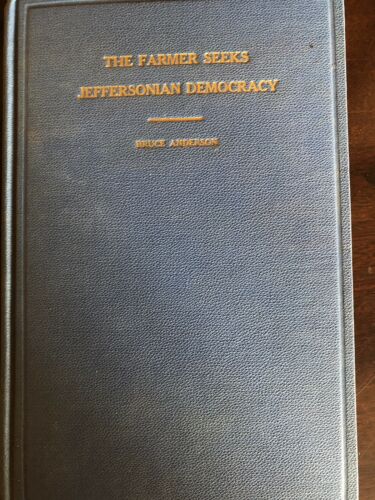 THE FARMER SEEKS
JEFFERSONIAN DEMOCRACY
BRUCE ANDERSON